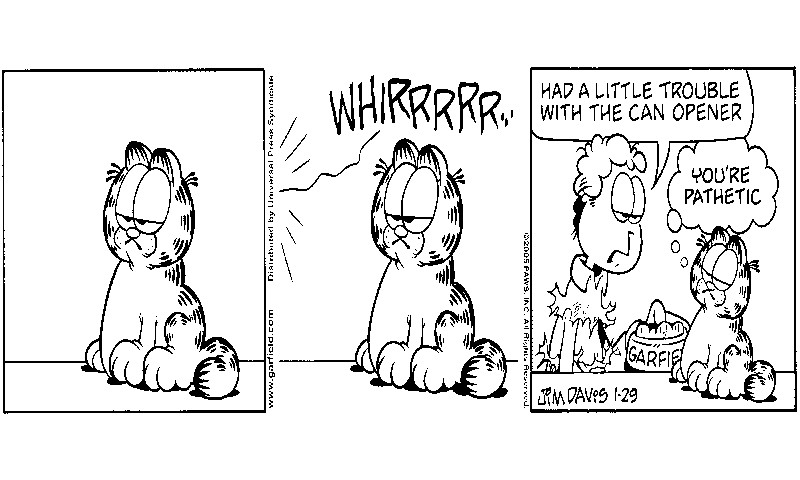 www.garfield.com Distributed by Universal Press Syndicate
WHIRRRRR..
©2005 PAWS, INC. All Rights Reserved.
HAD A LITTLE TROUBLE
WITH THE CAN OPENER
YOU'RE
PATHETIC
GARFIE
JIM DAVIS 1-29